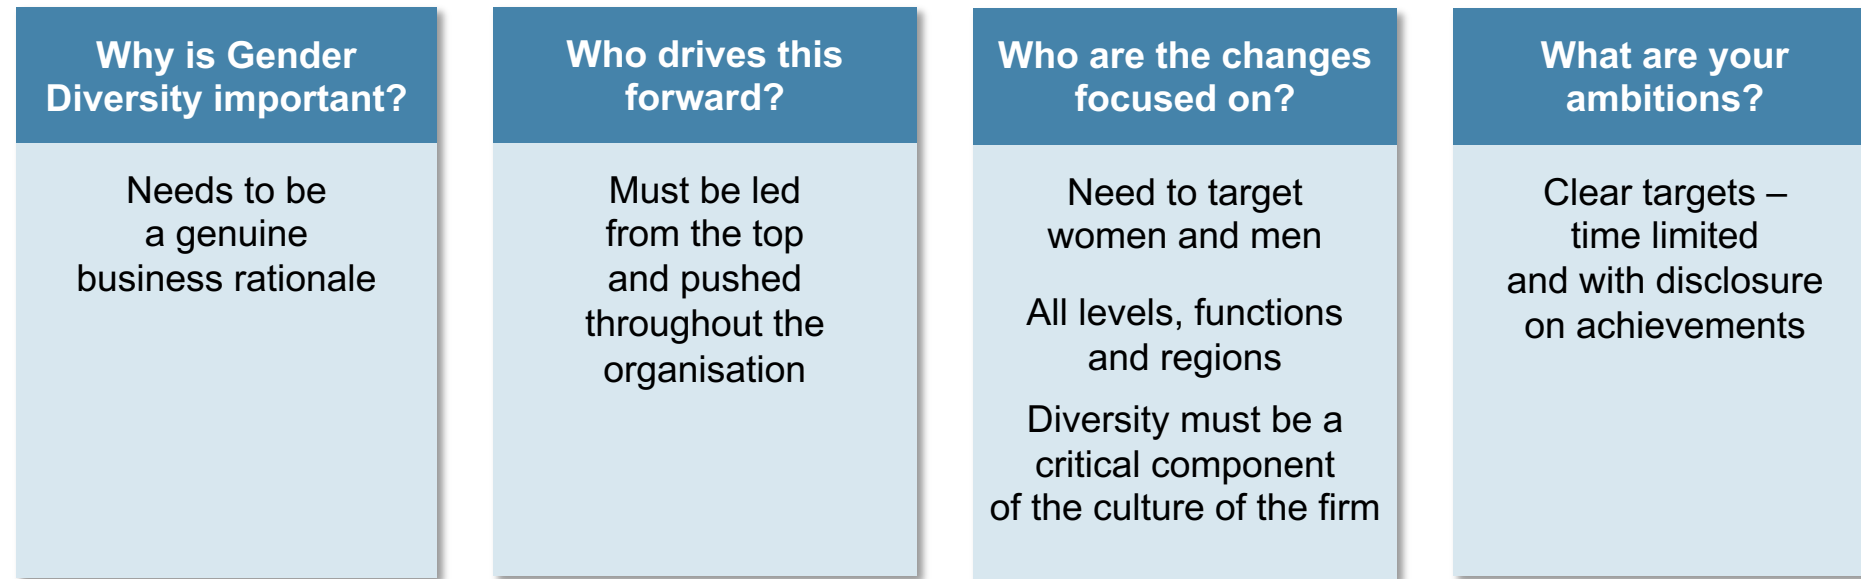 Why is Gender
Diversity important?
Needs to be
a genuine
business rationale
Who drives this
forward?
Must be led
from the top
and pushed
throughout the
organisation
Who are the changes
focused on?
Need to target
women and men
All levels, functions
and regions
Diversity must be a
critical component
of the culture of the firm
What are your
ambitions?
Clear targets –
time limited
and with disclosure
on achievements